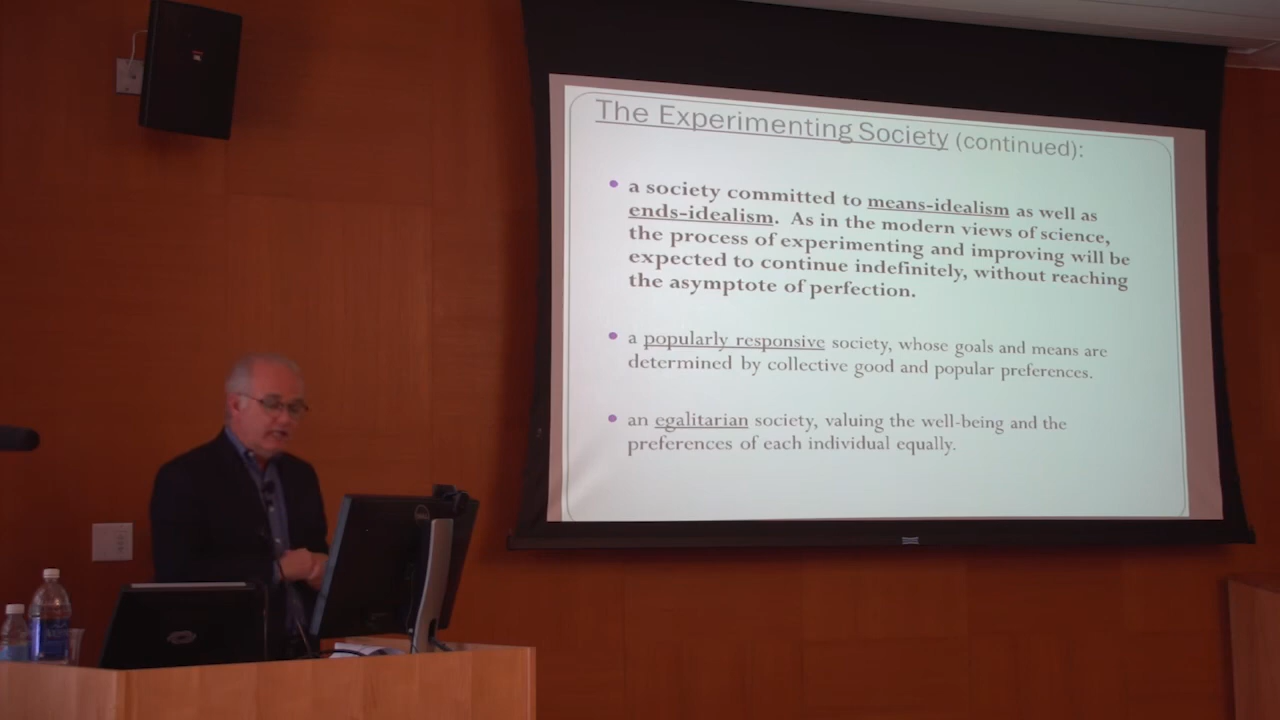 The Experimenting Society (continued):
a society committed to means-idealism as well as
ends-idealism. As in the modern views of science,
the process of experimenting and improving will be
expected to continue indefinitely, without reaching
the asymptote of perfection.
a popularly responsive society, whose goals and means are
determined by collective good and popular preferences.
an egalitarian society, valuing the well-being and the
preferences of each individual equally.
DELL